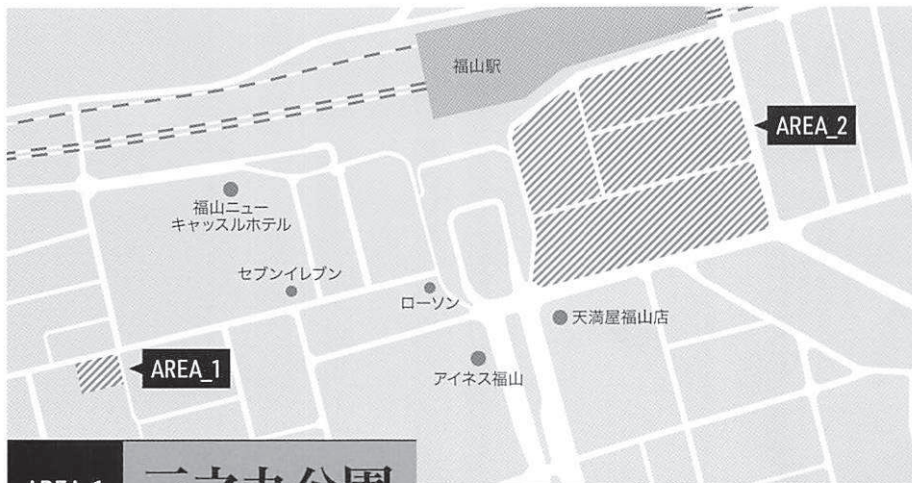 福山駅
AREA_2
福山ニュー
キャッスルホテル
セブンイレブン
ローソン
天満屋福山店
AREA_1
アイネス福山